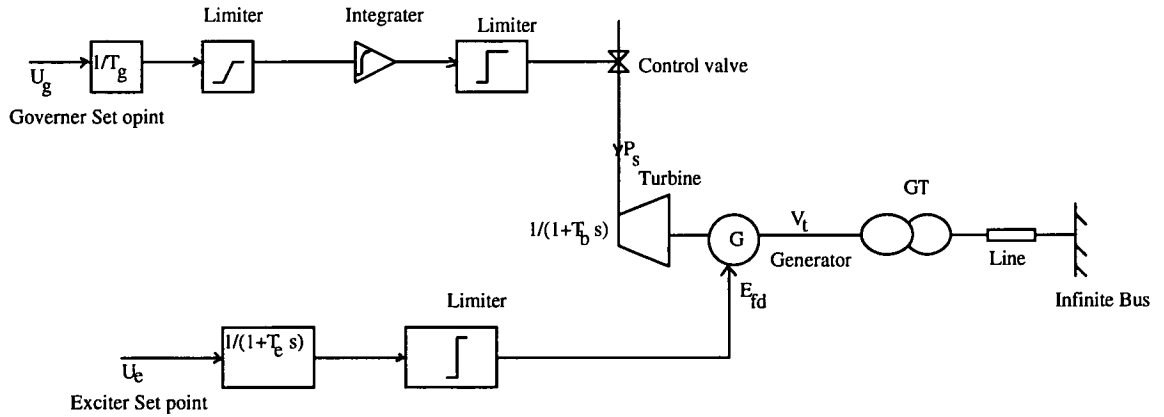 Limiter
Integrater
Limiter
1/T_g
U_g
Control valve
Governer Set opint
P_s
Turbine
GT
1/(1+T_b s)
G
V_t
Generator
Line
E_fd
Infinite Bus
Limiter
1/(1+T_e s)
U_e
Exciter Set point